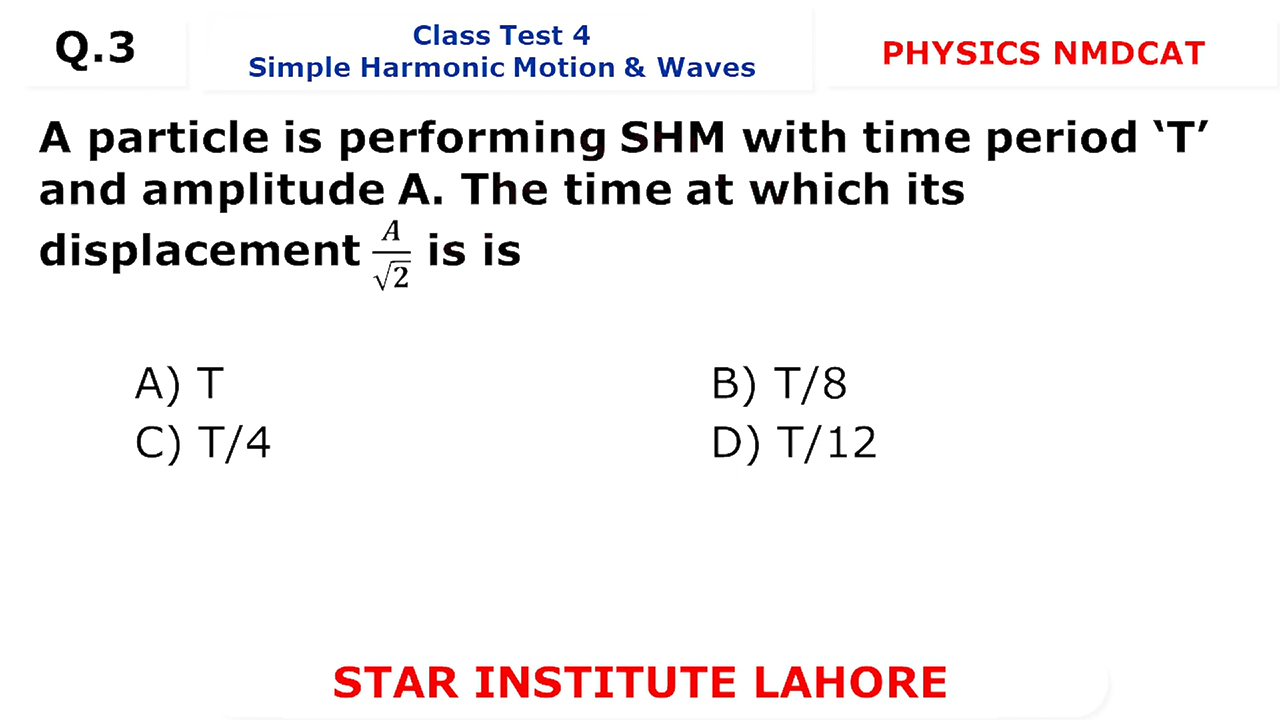 Q.3
Class Test 4
Simple Harmonic Motion & Waves
PHYSICS NMDCAT
A particle is performing SHM with time period ‘T’
and amplitude A. The time at which its
displacement A/√2 is is
A) T
B) T/8
C) T/4
D) T/12
STAR INSTITUTE LAHORE